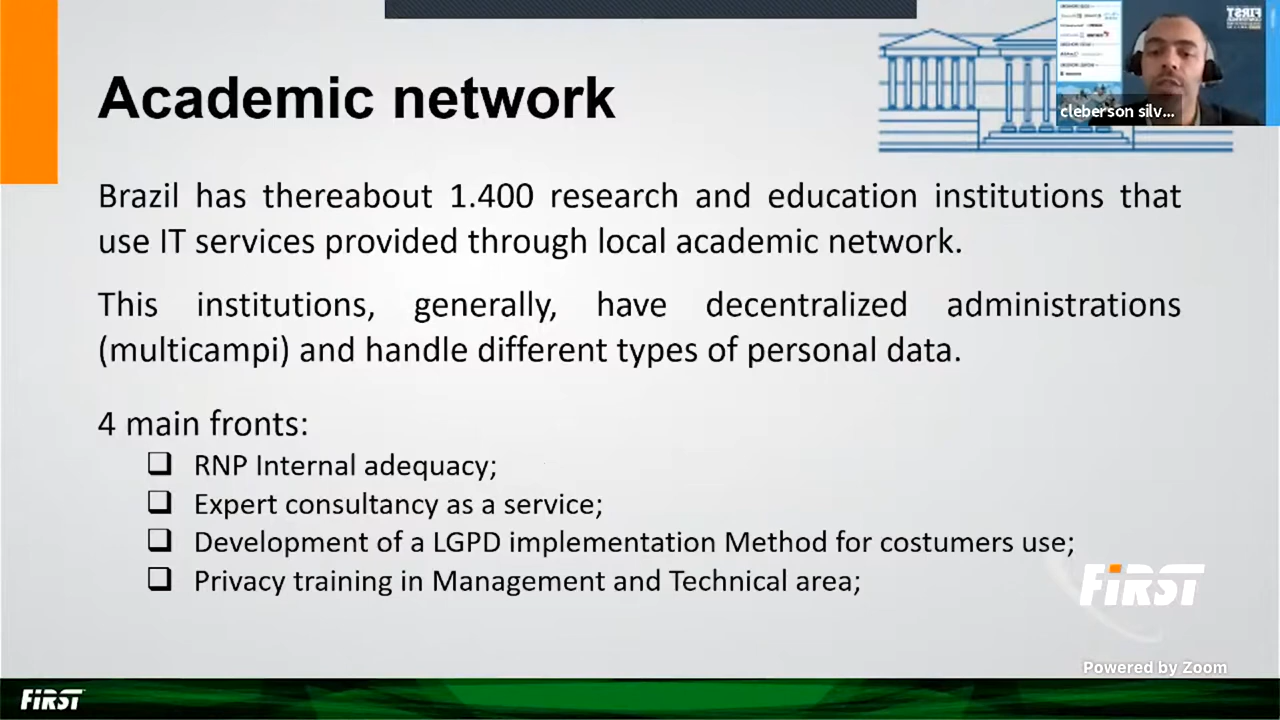 Academic network
cleberson silv...
Brazil has thereabout 1.400 research and education institutions that
use IT services provided through local academic network.
This institutions, generally, have decentralized administrations
(multicampi) and handle different types of personal data.
4 main fronts:
❑ RNP Internal adequacy;
❑ Expert consultancy as a service;
❑ Development of a LGPD implementation Method for costumers use;
❑ Privacy training in Management and Technical area;
FiRST
Powered by Zoom
FiRST